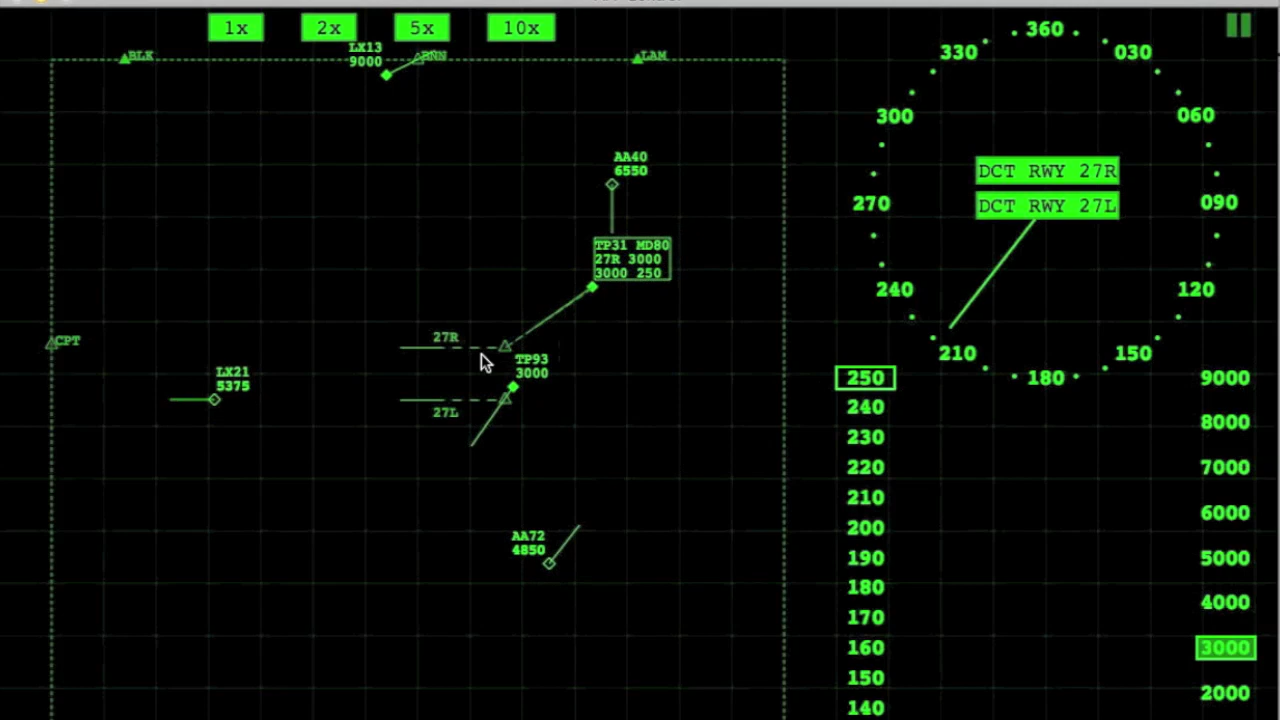 1x
2x
5x
10x
BLK
LX13
9000
BNN
LAM
AA40
6550
TP31 MD80
27R 3000
3000 250
27R
CPT
TP93
3000
LX21
5375
27L
AA72
4850
360
330
030
300
060
DCT RWY 27R
DCT RWY 27L
270
090
240
120
210
150
180
250
240
230
220
210
200
190
180
170
160
150
140
9000
8000
7000
6000
5000
4000
3000
2000